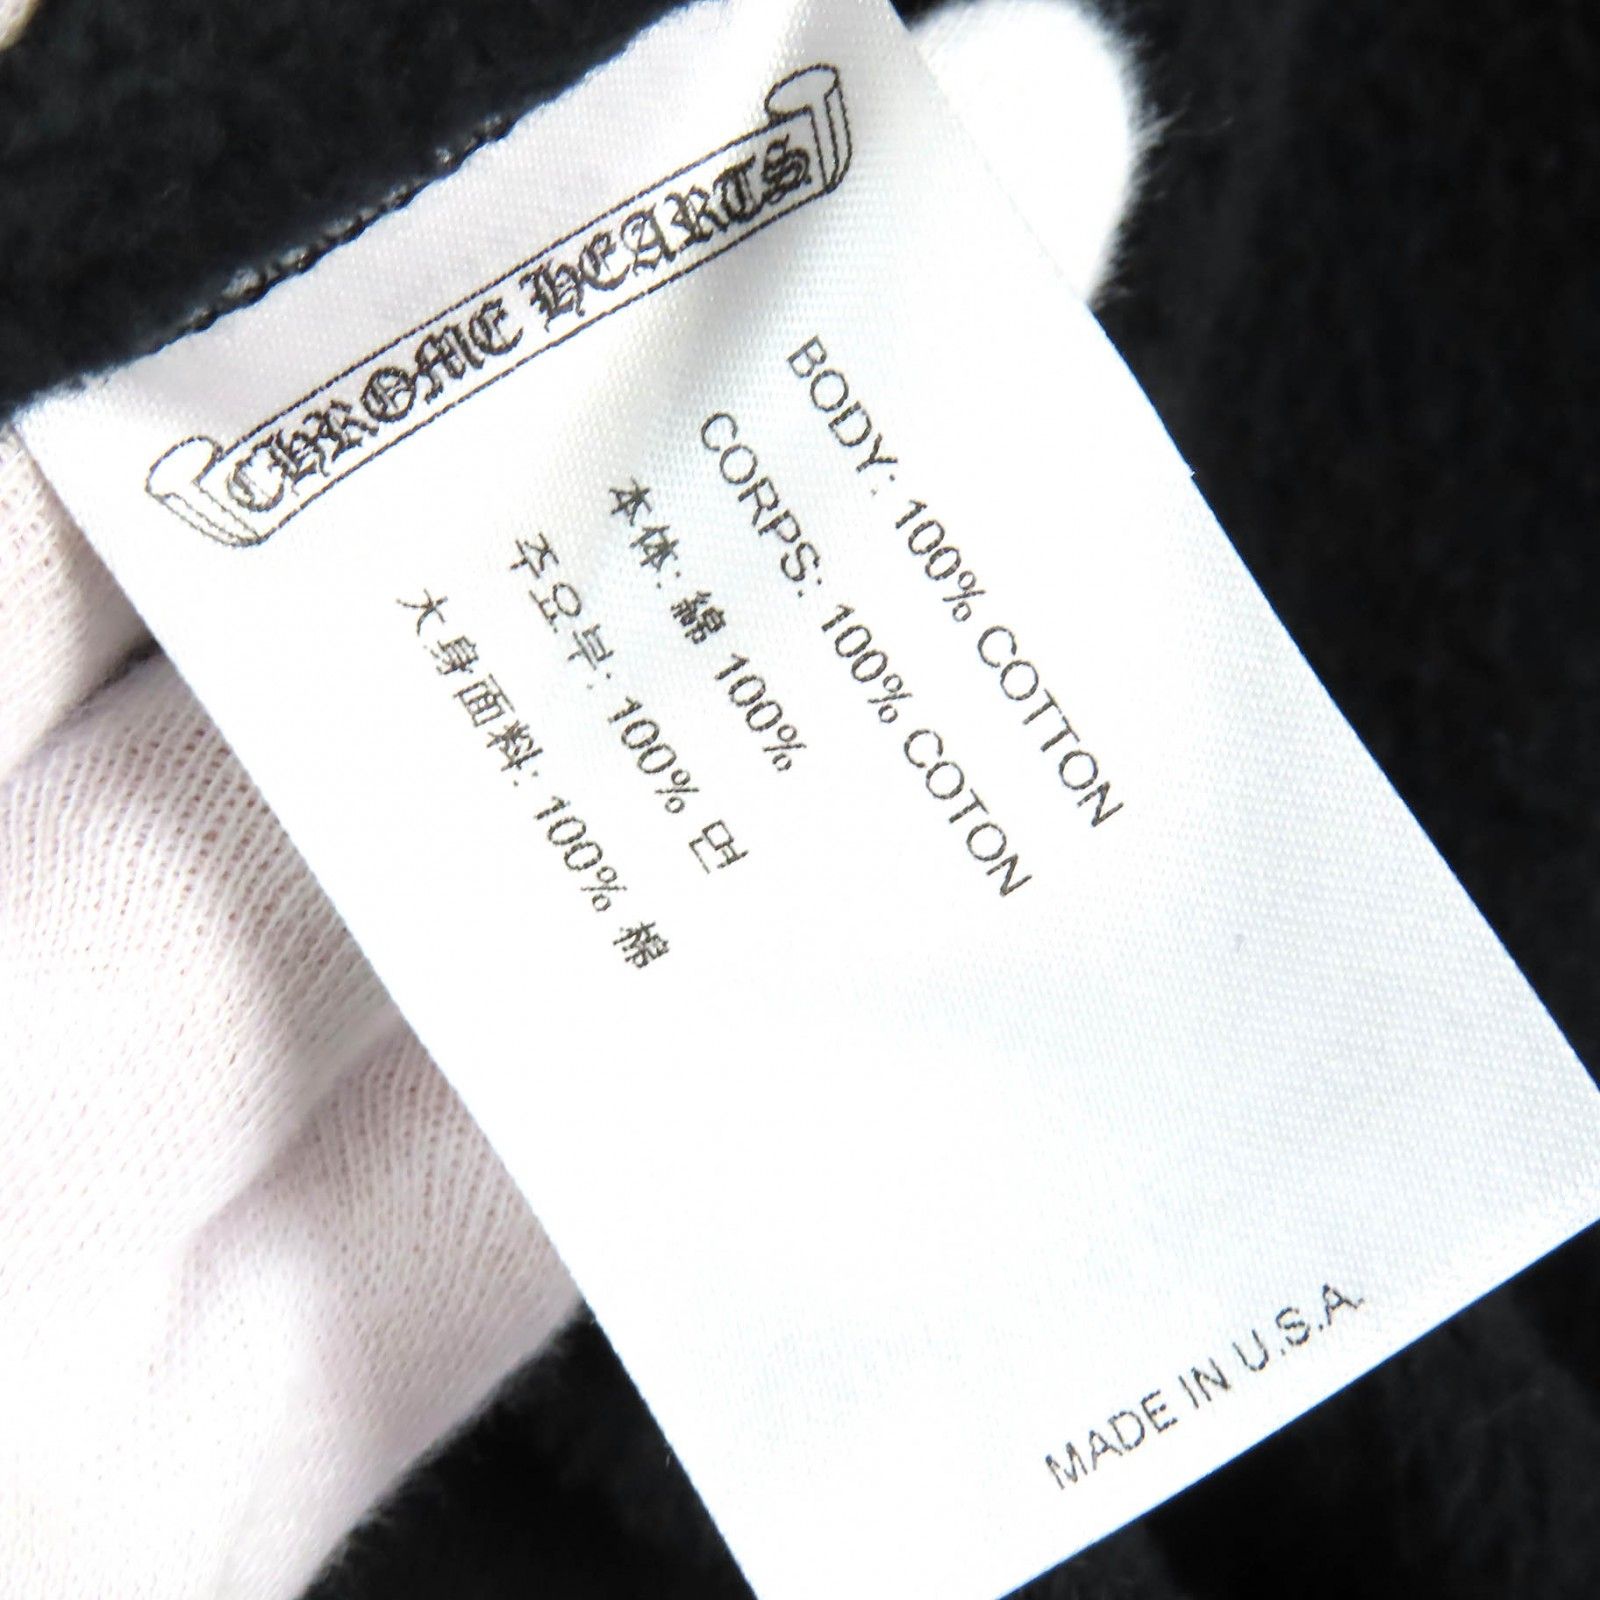 CHROME HEARTS
BODY: 100% COTTON
CORPS: 100% COTON
本体: 綿 100%
주요부: 100% 면
大身面料: 100% 棉
MADE IN U.S.A.